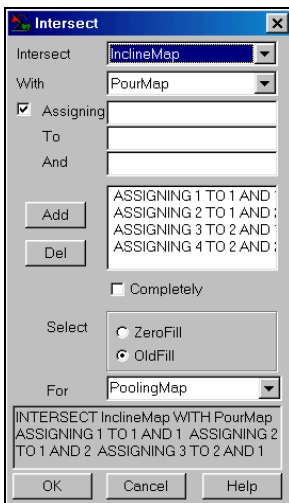 Intersect
Intersect InclineMap
With PourMap
Assigning
To
And
Add
Del
ASSIGNING 1 TO 1 AND
ASSIGNING 2 TO 1 AND
ASSIGNING 3 TO 2 AND
ASSIGNING 4 TO 2 AND
Completely
Select
ZeroFill
OldFill
For PoolingMap
INTERSECT InclineMap WITH PourMap
ASSIGNING 1 TO 1 AND 1 ASSIGNING 2
TO 1 AND 2 ASSIGNING 3 TO 2 AND 1
OK Cancel Help